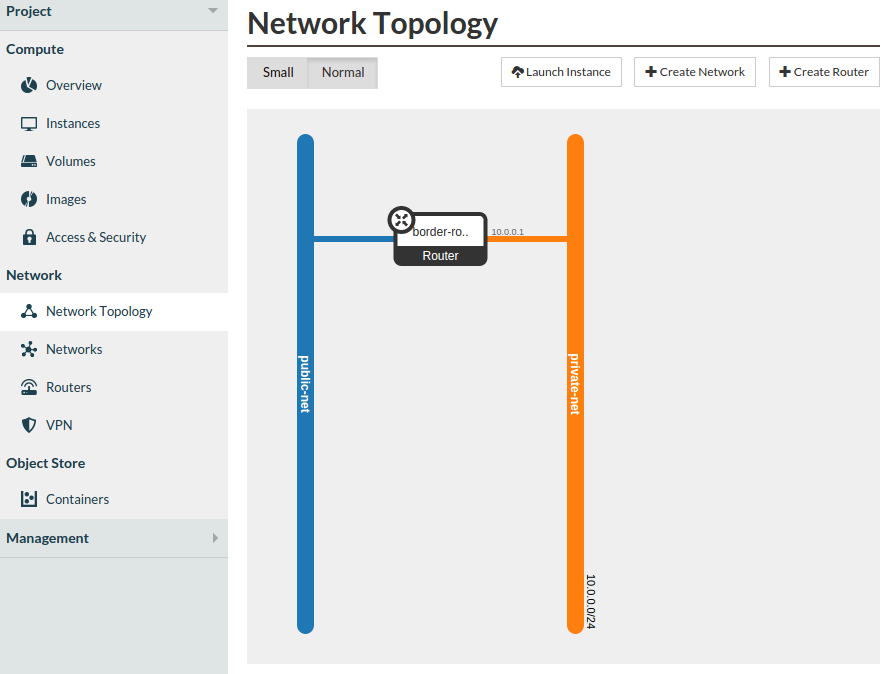 Project
Compute
Overview
Instances
Volumes
Images
Access & Security
Network
Network Topology
Networks
Routers
VPN
Object Store
Containers
Management
Network Topology
Small
Normal
Launch Instance
Create Network
Create Router
public-net
border-ro..
Router
10.0.0.1
private-net
10.0.0.0/24